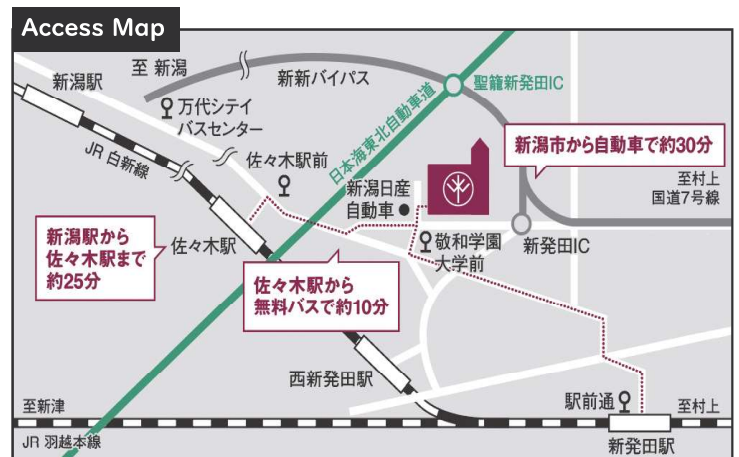 Access Map
至 新潟
新潟駅
新新バイパス
聖籠新発田IC
万代シテイ
バスセンター
日本海東北自動車道
JR 白新線
佐々木駅前
新潟市から自動車で約30分
至村上
国道7号線
新潟日産
自動車
新潟駅から
佐々木駅まで
約25分
佐々木駅
敬和学園
大学前
新発田IC
佐々木駅から
無料バスで約10分
西新発田駅
至新津
駅前通
至村上
JR 羽越本線
新発田駅